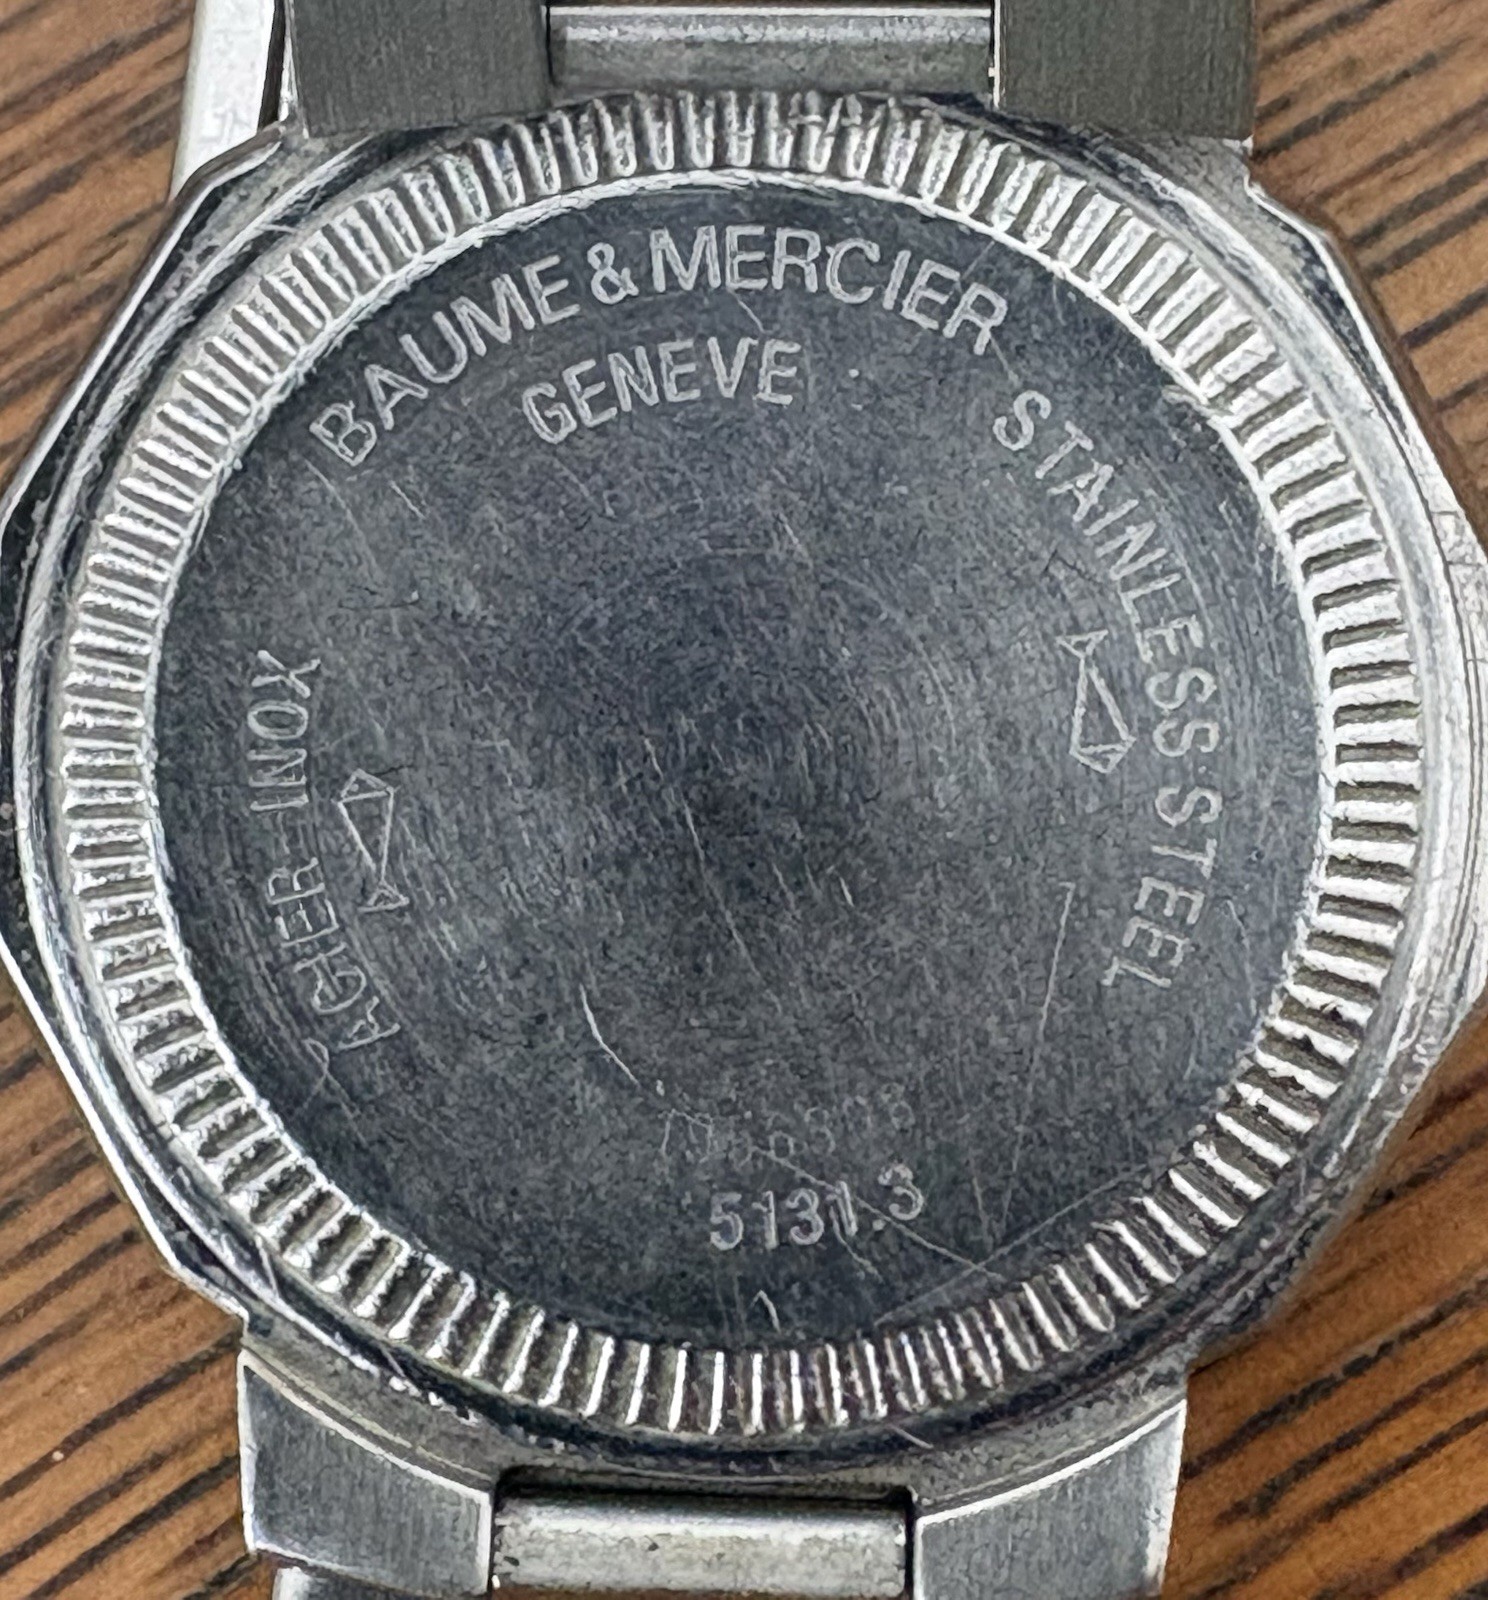 BAUME & MERCIER
GENEVE
STAINLESS STEEL
ACIER INOX
5131.3